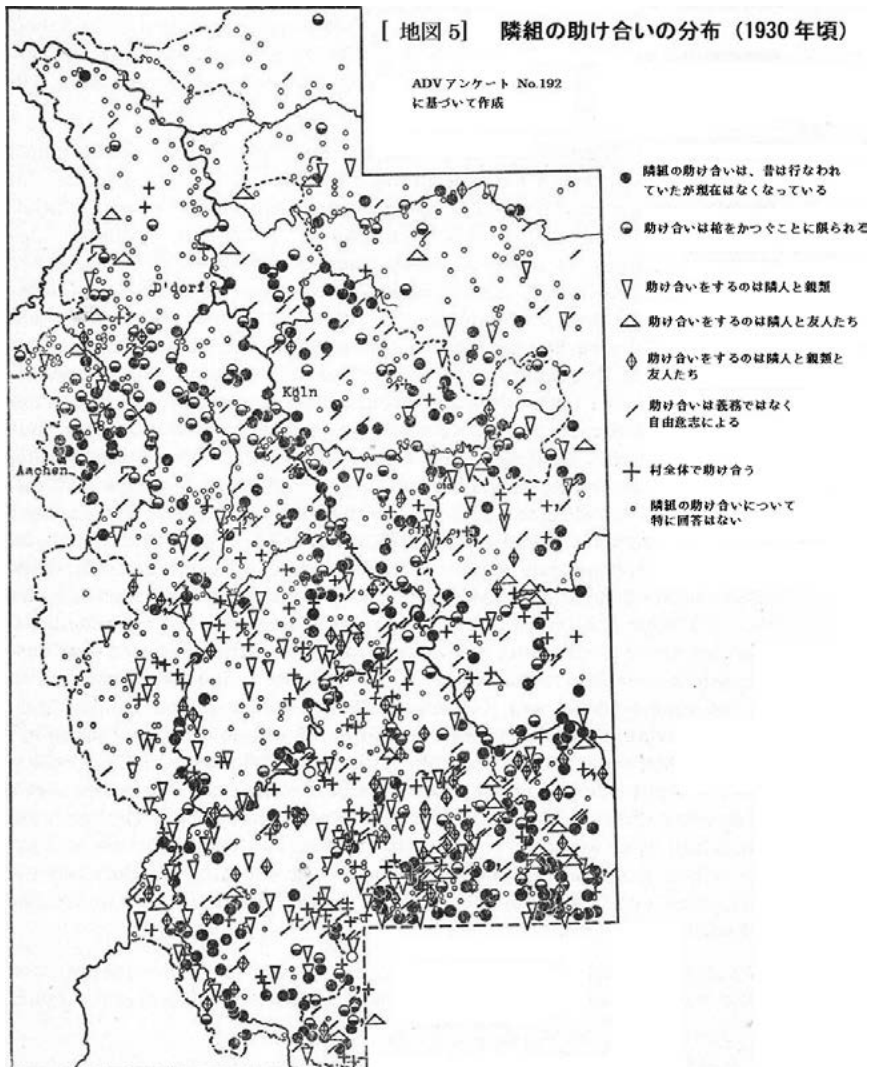 [ 地図 5] 隣組の助け合いの分布 (1930 年頃)
ADV アンケート No.192
に基づいて作成
隣組の助け合いは、昔は行なわれ
ていたが現在はなくなっている
助け合いは棺をかつぐことに限られる
助け合いをするのは隣人と親類
助け合いをするのは隣人と友人たち
助け合いをするのは隣人と親類と
友人たち
助け合いは義務ではなく
自由意志による
村全体で助け合う
隣組の助け合いについて
特に回答はない
D'dorf
Köln
Aachen